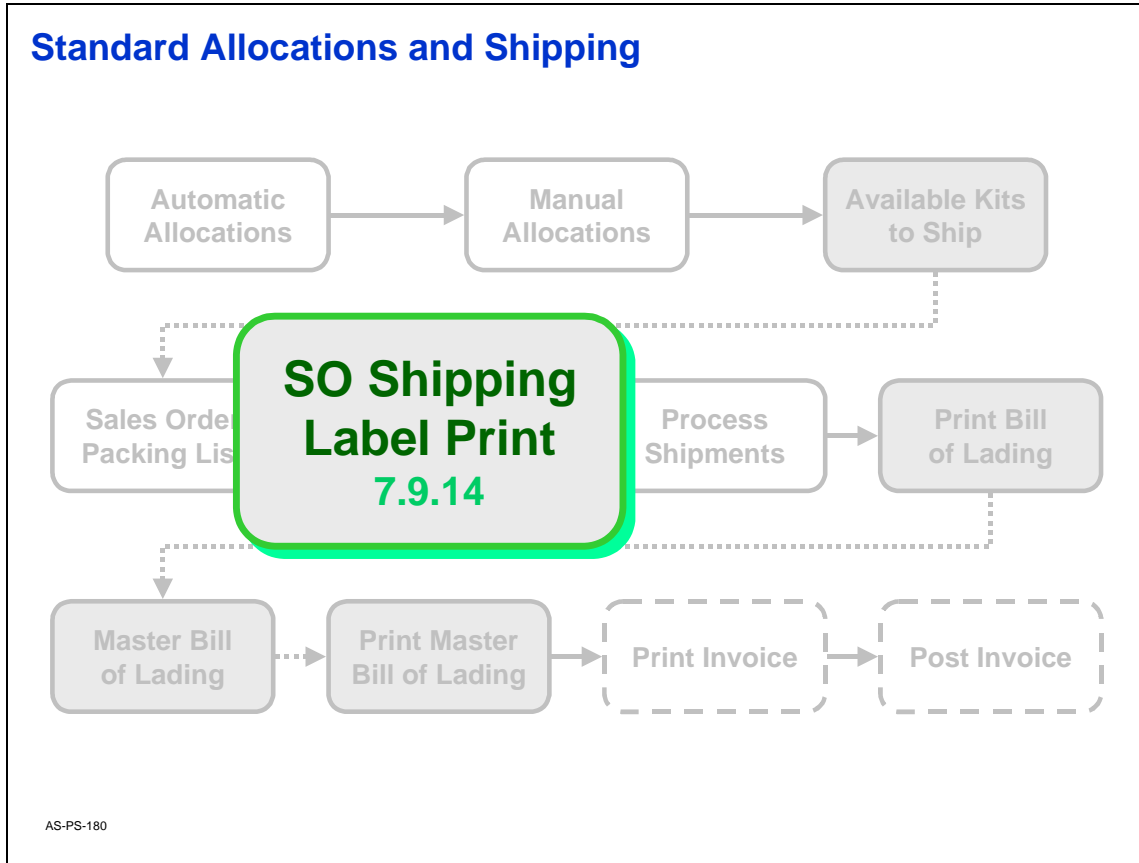 Standard Allocations and Shipping
Automatic
Allocations
Manual
Allocations
Available Kits
to Ship
Sales Order
Packing Lis
SO Shipping
Label Print
7.9.14
Process
Shipments
Print Bill
of Lading
Master Bill
of Lading
Print Master
Bill of Lading
Print Invoice
Post Invoice
AS-PS-180